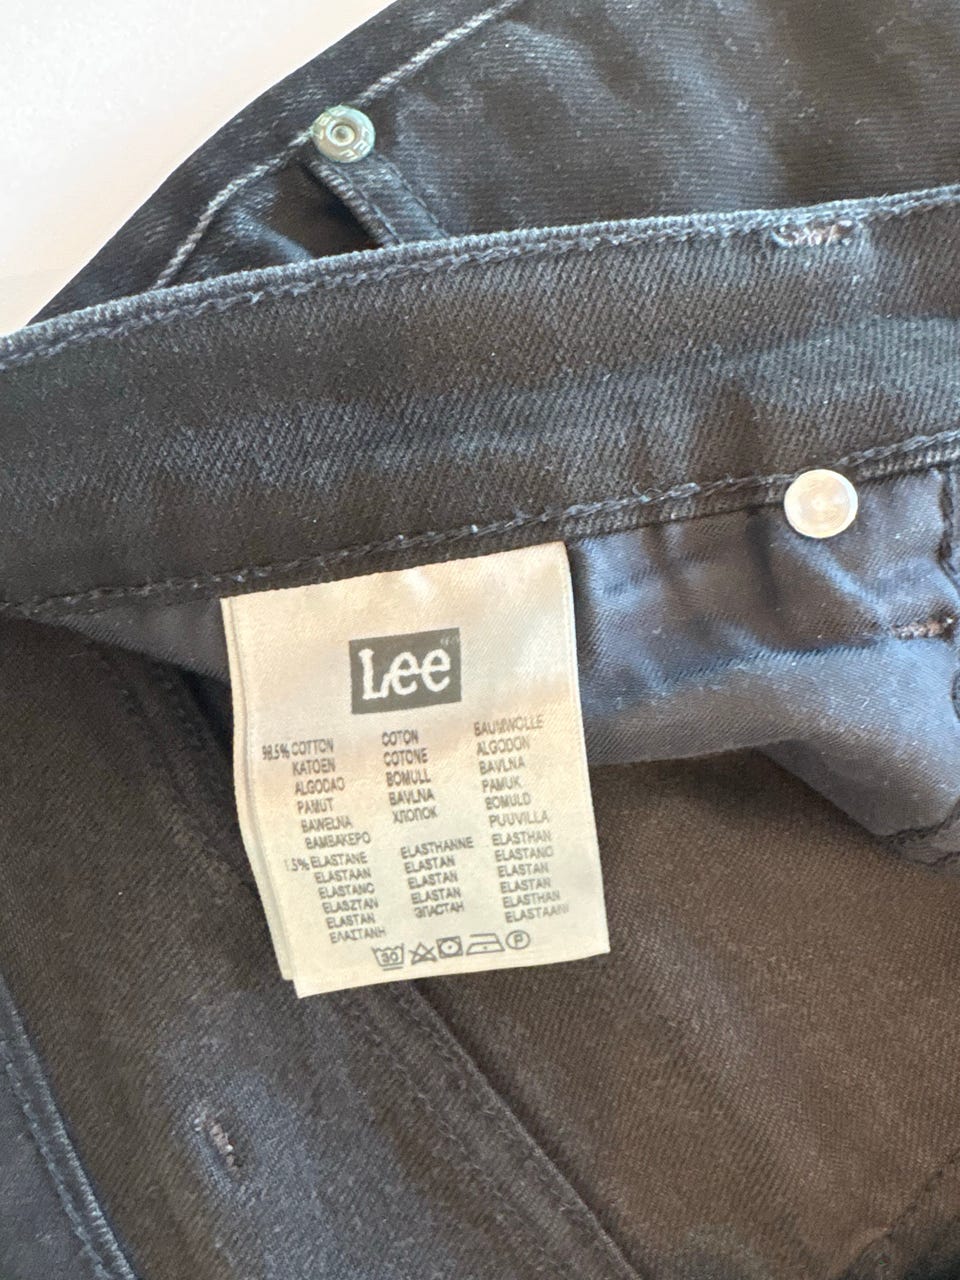 Lee
98.5% COTTON
KATOEN
ALGODAO
PAMUT
BAWEŁNA
ΒΑΜΒΑΚΕΡΟ
COTON
COTONE
BOMULL
BAVLNA
ХЛОПОК
BAUMWOLLE
ALGODON
BAVLNA
PAMUK
BOMULD
PUUVILLA
1.5% ELASTANE
ELASTAAN
ELASTANO
ELASZTAN
ELASTAN
ΕΛΑΣΤΑΝΗ
ELASTHANNE
ELASTAN
ELASTAN
ELASTAN
ЭЛАСТАН
ELASTHAN
ELASTANO
ELASTAN
ELASTAN
ELASTHAN
ELASTAANI
30
P